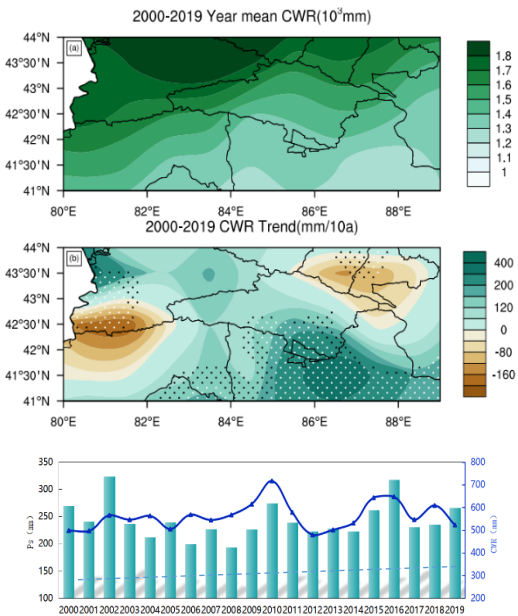 2000-2019 Year mean CWR(10³mm)
44°N
(a)
43°30'N
43°N
42°30'N
42°N
41°30'N
41°N
80°E 82°E 84°E 86°E 88°E
1.8
1.7
1.6
1.5
1.4
1.3
1.2
1.1
1
2000-2019 CWR Trend(mm/10a)
44°N
(b)
43°30'N
43°N
42°30'N
42°N
41°30'N
41°N
80°E 82°E 84°E 86°E 88°E
400
200
120
0
-80
-160
350
300
250
200
150
100
Ps (mm)
800
700
600
500
400
300
200
CWR (mm)
2000 2001 2002 2003 2004 2005 2006 2007 2008 2009 2010 2011 2012 2013 2014 2015 2016 2017 2018 2019